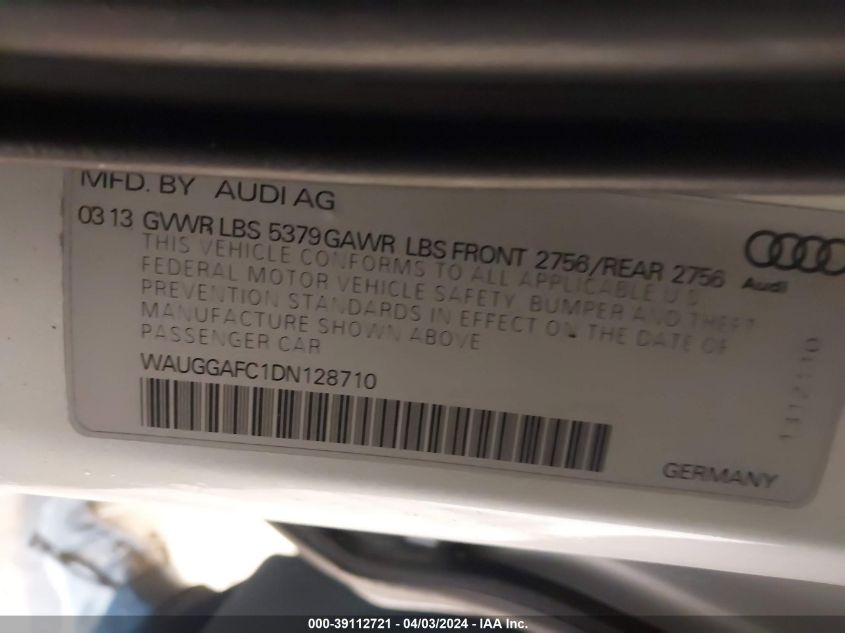 MFD. BY AUDI AG
03 13 GVWR LBS 5379 GAWR LBS FRONT 2756/REAR 2756
THIS VEHICLE CONFORMS TO ALL APPLICABLE U.S.
FEDERAL MOTOR VEHICLE SAFETY, BUMPER AND THEFT
PREVENTION STANDARDS IN EFFECT ON THE DATE OF
MANUFACTURE SHOWN ABOVE
PASSENGER CAR
Audi
WAUGGAFC1DN128710
GERMANY
000-39112721 - 04/03/2024 - IAA Inc.